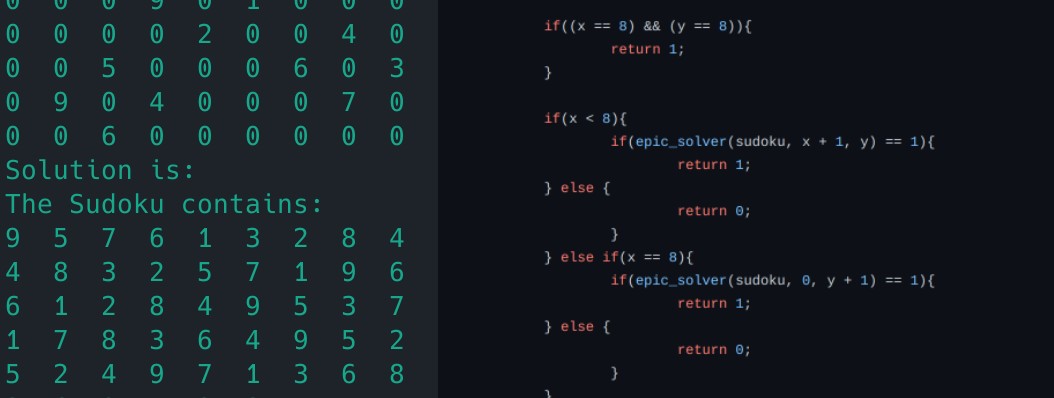 0 0 0 9 0 1 0 0 0
0 0 0 0 2 0 0 4 0
0 0 5 0 0 0 6 0 3
0 9 0 4 0 0 0 7 0
0 0 6 0 0 0 0 0 0
Solution is:
The Sudoku contains:
9 5 7 6 1 3 2 8 4
4 8 3 2 5 7 1 9 6
6 1 2 8 4 9 5 3 7
1 7 8 3 6 4 9 5 2
5 2 4 9 7 1 3 6 8
if((x == 8) && (y == 8)){
return 1;
}
if(x < 8){
if(epic_solver(sudoku, x + 1, y) == 1){
return 1;
} else {
return 0;
}
} else if(x == 8){
if(epic_solver(sudoku, 0, y + 1) == 1){
return 1;
} else {
return 0;
}
}